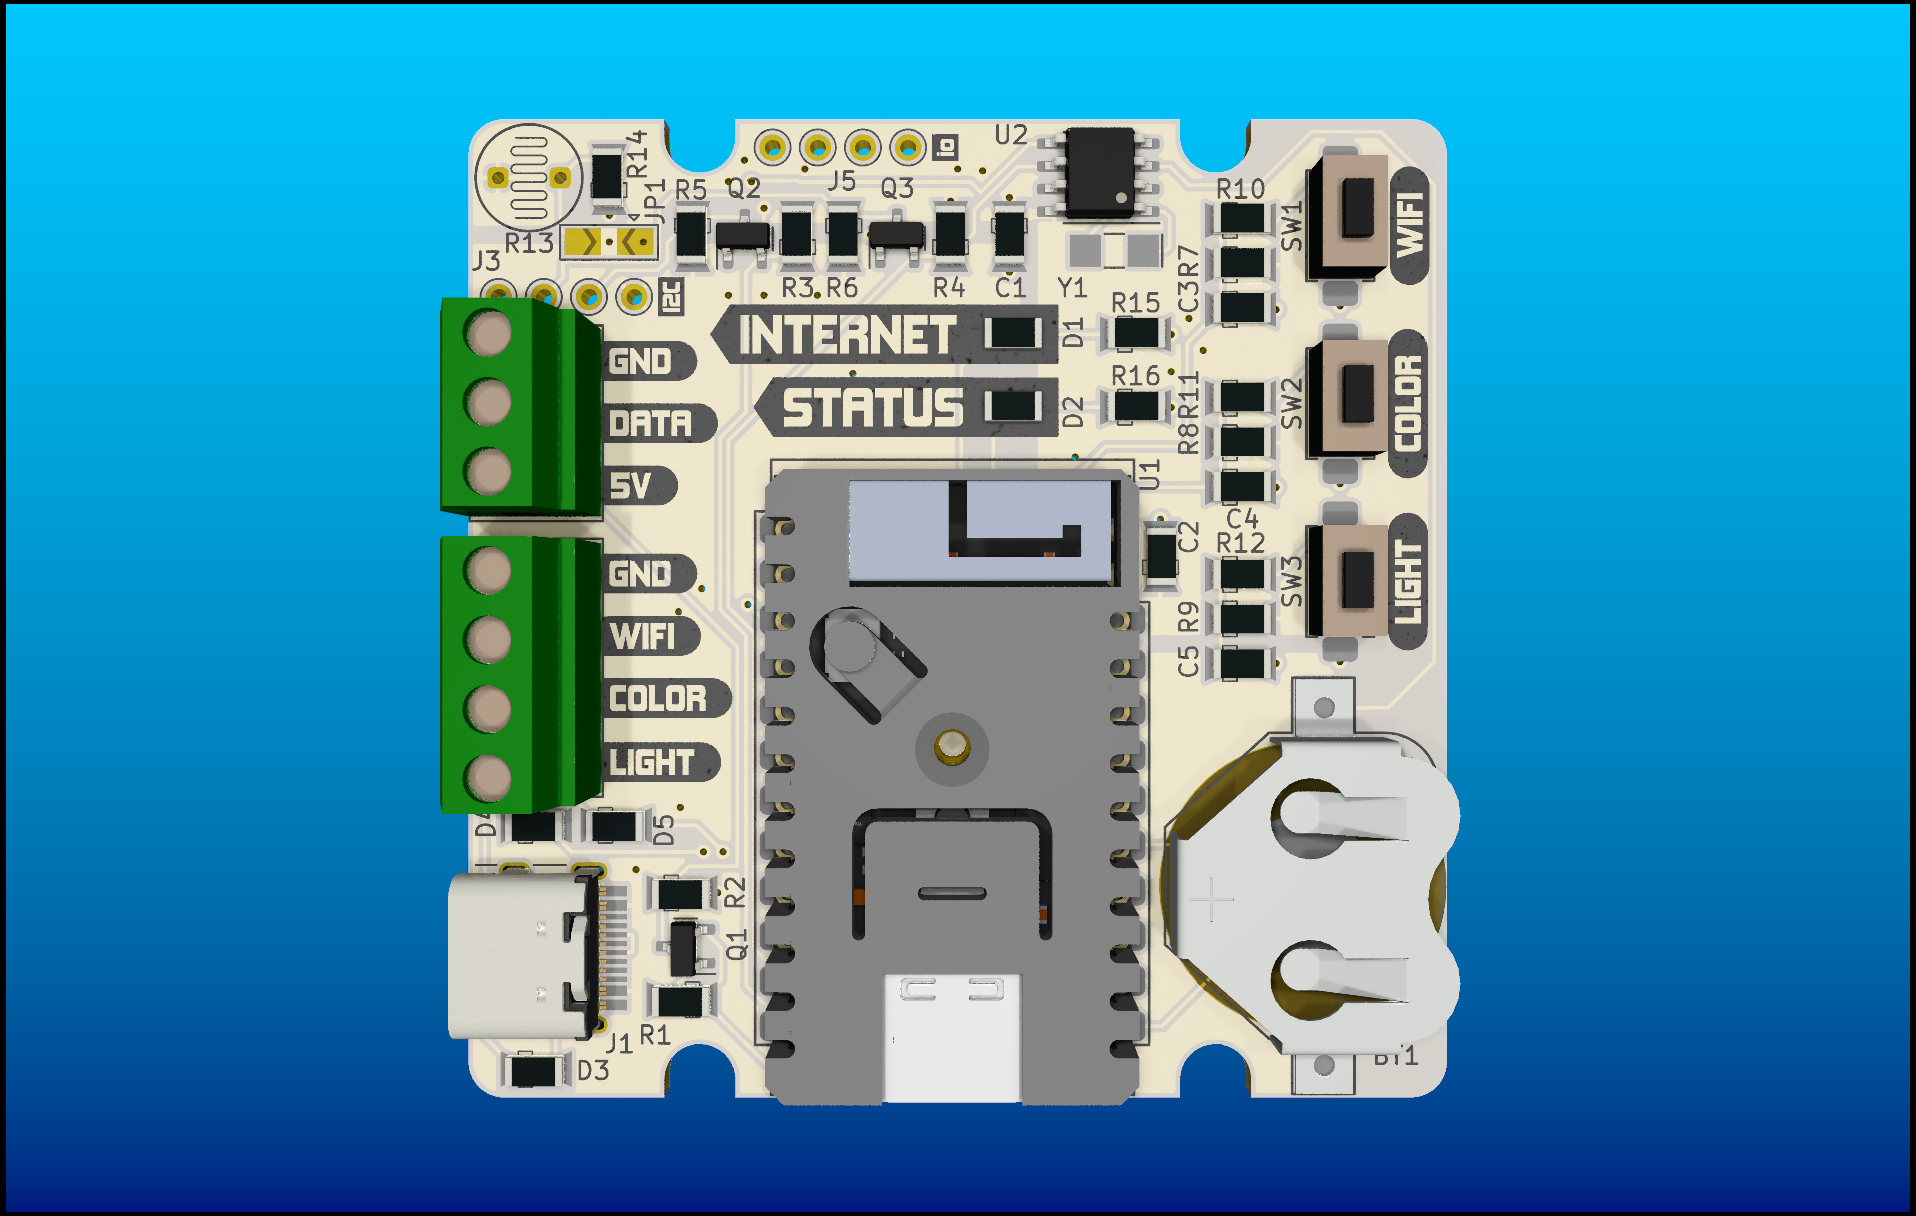 U2
R14
JP1
R5
Q2
J5
Q3
io
R10
SW1
WIFI
R13
J3
I2C
R3
R6
R4
C1
Y1
C3
R7
R15
INTERNET
D1
GND
R16
STATUS
D2
DATA
R8
R11
SW2
COLOR
5V
U1
C4
C2
R12
GND
SW3
LIGHT
WIFI
R9
C5
COLOR
LIGHT
D5
R2
Q1
J1
R1
D3
BT1